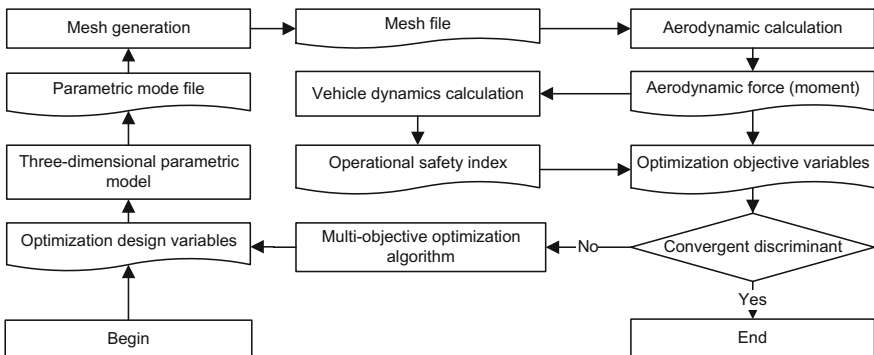 Mesh generation
Mesh file
Aerodynamic calculation
Parametric mode file
Vehicle dynamics calculation
Aerodynamic force (moment)
Three-dimensional parametric
model
Operational safety index
Optimization objective variables
Optimization design variables
Multi-objective optimization
algorithm
No
Convergent discriminant
Yes
Begin
End